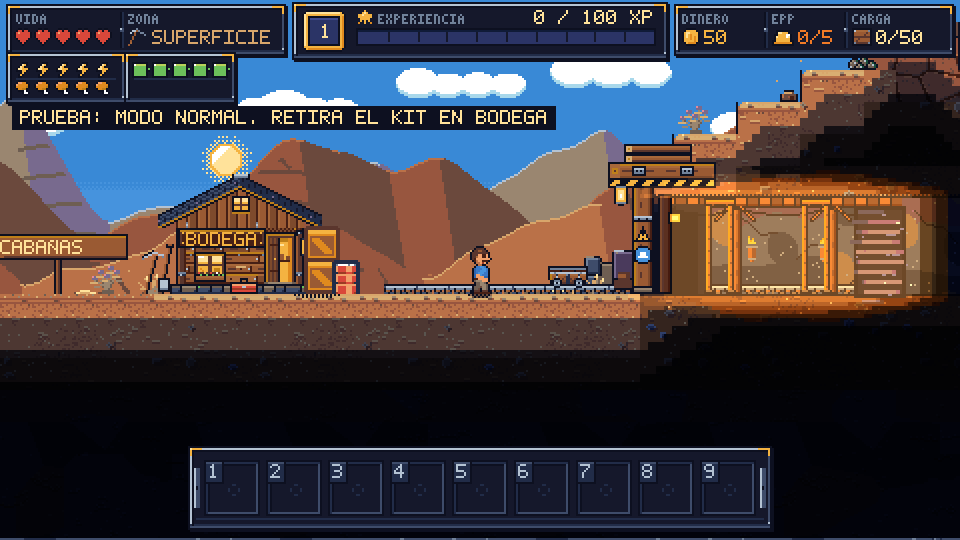 VIDA
ZONA
SUPERFICIE
1
EXPERIENCIA
0 / 100 XP
DINERO
50
EPP
0/5
CARGA
0/50
PRUEBA: MODO NORMAL. RETIRA EL KIT EN BODEGA
BODEGA
CABAÑAS
1 2 3 4 5 6 7 8 9